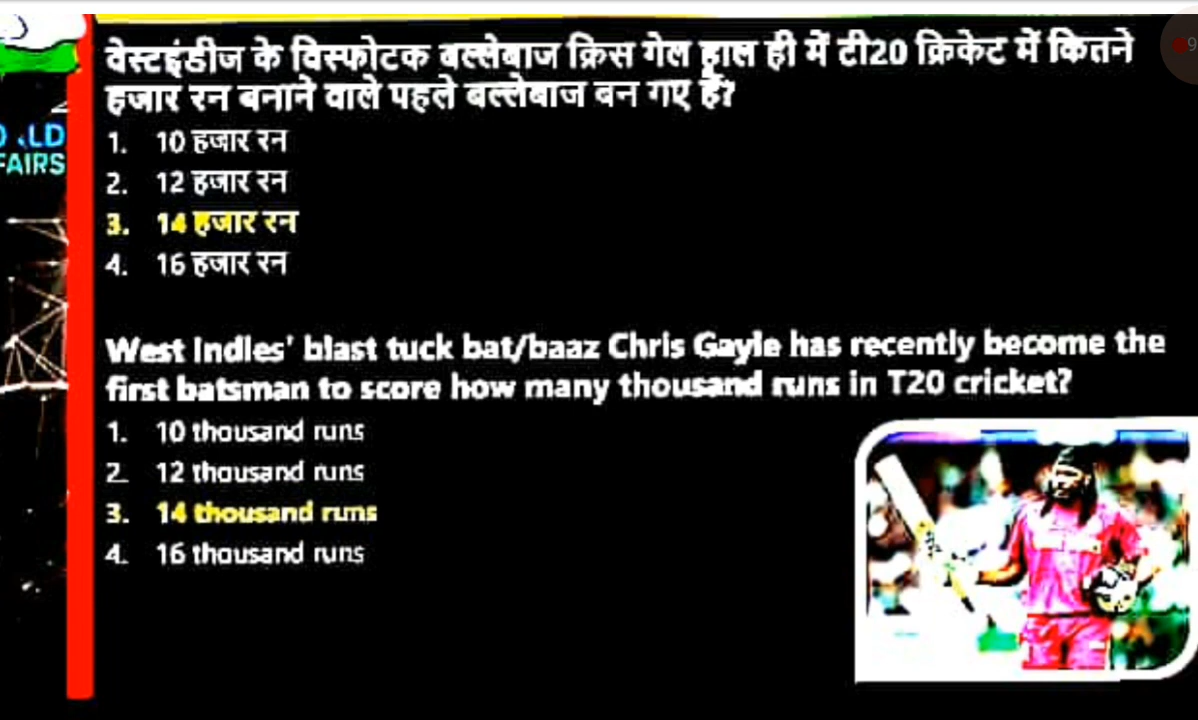 वेस्टइंडीज के विस्फोटक बल्लेबाज क्रिस गेल हाल ही में टी20 क्रिकेट में कितने
हजार रन बनाने वाले पहले बल्लेबाज बन गए हैं?
1. 10 हजार रन
2. 12 हजार रन
3. 14 हजार रन
4. 16 हजार रन
LD
FAIRS
West Indies' blast tuck bat/baaz Chris Gayle has recently become the
first batsman to score how many thousand runs in T20 cricket?
1. 10 thousand runs
2. 12 thousand runs
3. 14 thousand runs
4. 16 thousand runs